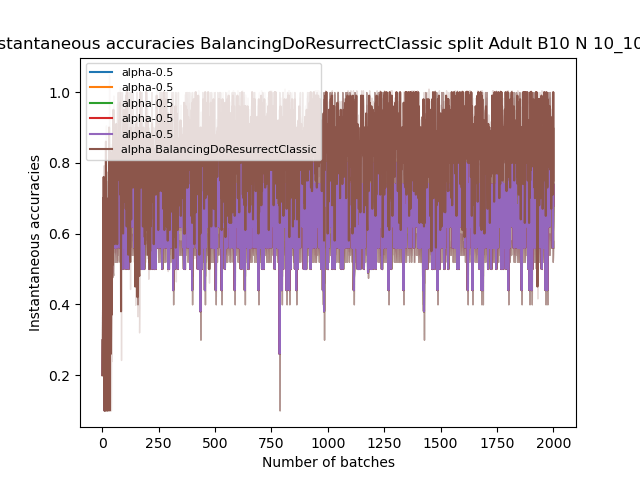 stantaneous accuracies BalancingDoResurrectClassic split Adult B10 N 10_10
alpha-0.5
alpha-0.5
alpha-0.5
alpha-0.5
alpha-0.5
alpha BalancingDoResurrectClassic
Instantaneous accuracies
1.0
0.8
0.6
0.4
0.2
0 250 500 750 1000 1250 1500 1750 2000
Number of batches